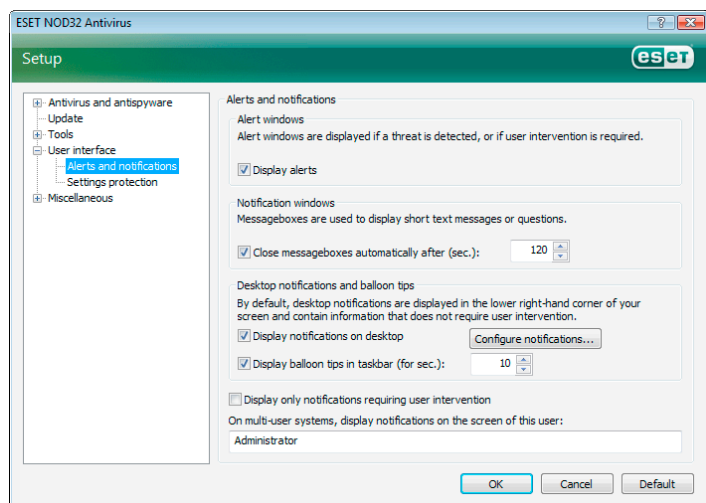 ESET NOD32 Antivirus
Setup
eset
Antivirus and antispyware
Update
Tools
User interface
Alerts and notifications
Settings protection
Miscellaneous
Alerts and notifications
Alert windows
Alert windows are displayed if a threat is detected, or if user intervention is required.
Display alerts
Notification windows
Messageboxes are used to display short text messages or questions.
Close messageboxes automatically after (sec.): 120
Desktop notifications and balloon tips
By default, desktop notifications are displayed in the lower right-hand corner of your
screen and contain information that does not require user intervention.
Display notifications on desktop Configure notifications...
Display balloon tips in taskbar (for sec.): 10
Display only notifications requiring user intervention
On multi-user systems, display notifications on the screen of this user:
Administrator
OK Cancel Default